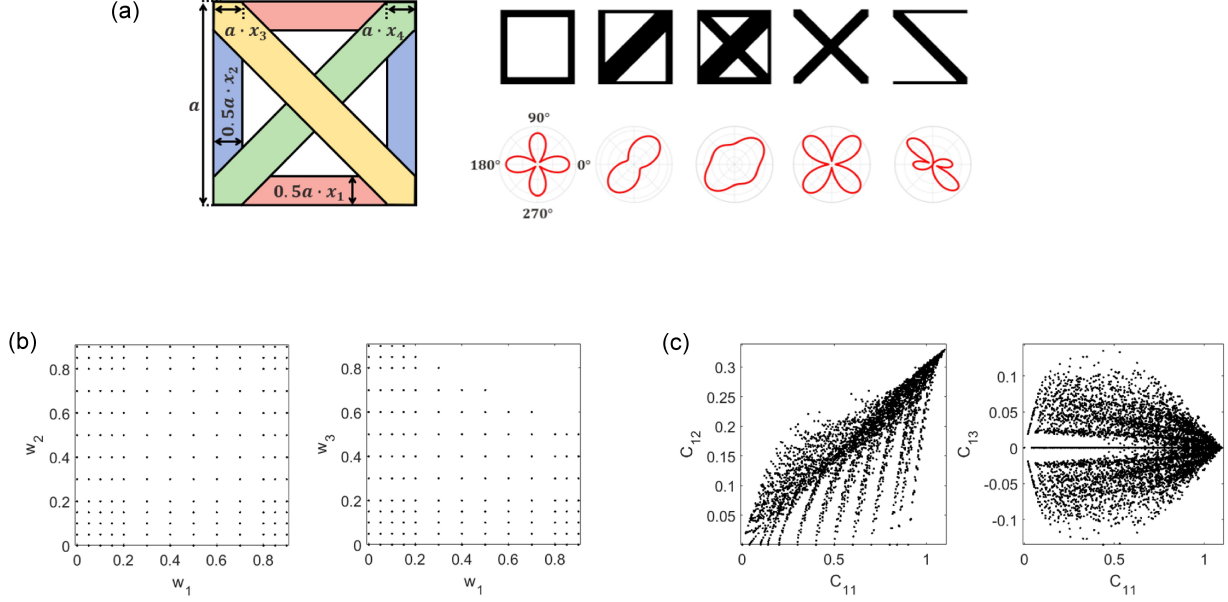 (a)
a · x₃
a · x₄
a
0.5a · x₂
0.5a · x₁
90°
180°
0°
270°
(b)
w₂
0.8
0.6
0.4
0.2
0
0 0.2 0.4 0.6 0.8
w₁
w₃
0.8
0.6
0.4
0.2
0
0 0.2 0.4 0.6 0.8
w₁
(c)
C₁₂
0.3
0.25
0.2
0.15
0.1
0.05
0 0.5 1
C₁₁
C₁₃
0.1
0.05
0
-0.05
-0.1
0 0.5 1
C₁₁